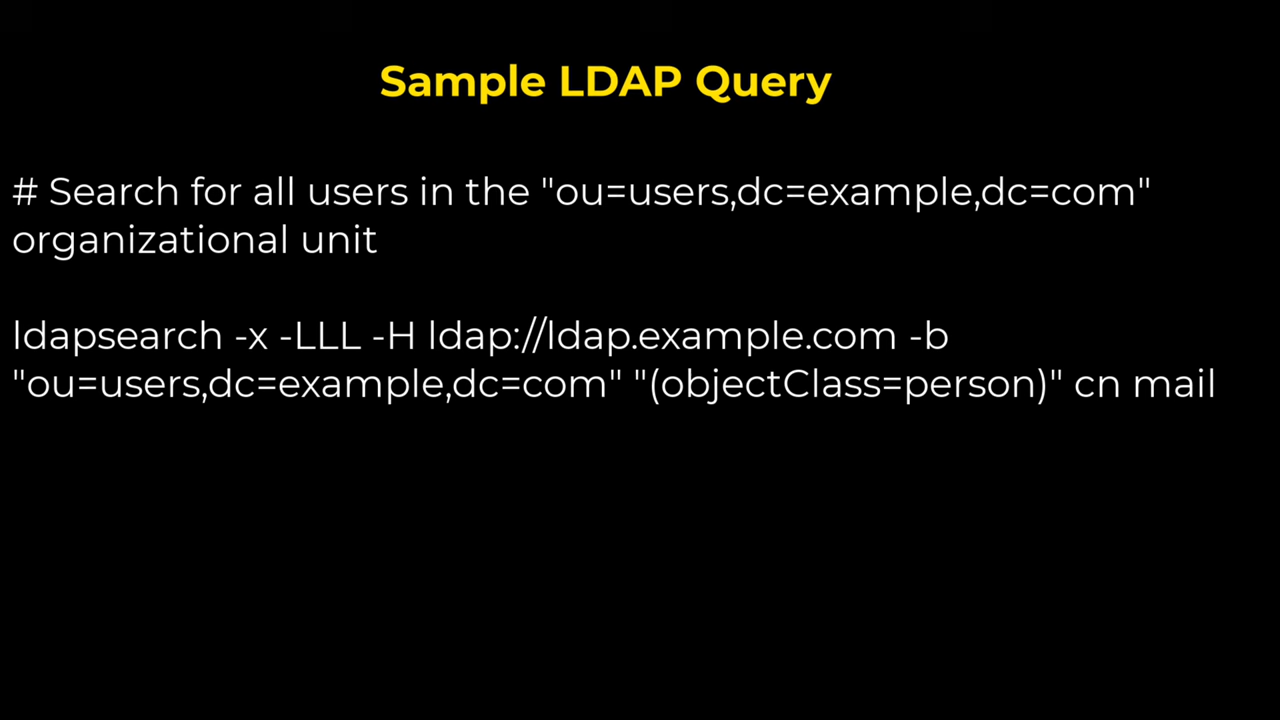 Sample LDAP Query
# Search for all users in the "ou=users,dc=example,dc=com"
organizational unit
ldapsearch -x -LLL -H ldap://ldap.example.com -b
"ou=users,dc=example,dc=com" "(objectClass=person)" cn mail